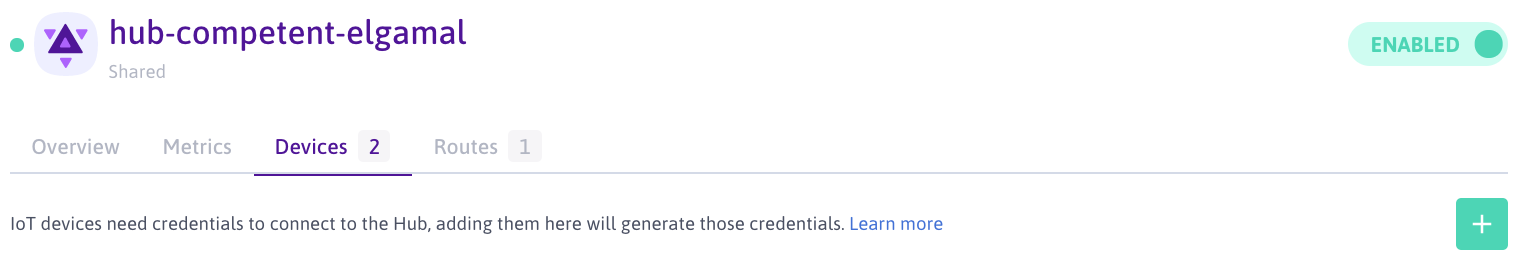 hub-competent-elgamal
Shared
ENABLED
Overview Metrics Devices 2 Routes 1
IoT devices need credentials to connect to the Hub, adding them here will generate those credentials. Learn more